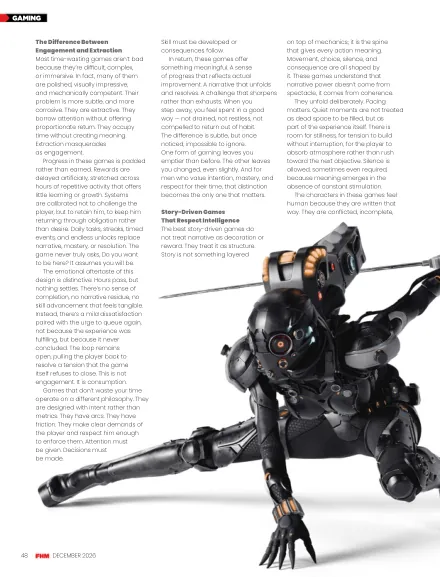 GAMING
The Difference Between
Engagement and Extraction
Most time-wasting games aren't bad
because they're difficult, complex,
or immersive. In fact, many of them
are polished, visually impressive,
and mechanically competent. Their
problem is more subtle, and more
corrosive. They are extractive. They
borrow attention without offering
proportionate return. They occupy
time without creating meaning.
Extraction masquerades
as engagement.
Progress in these games is padded
rather than earned. Rewards are
delayed artificially, stretched across
hours of repetitive activity that offers
little learning or growth. Systems
are calibrated not to challenge the
player, but to retain him, to keep him
returning through obligation rather
than desire. Daily tasks, streaks, timed
events, and endless unlocks replace
narrative, mastery, or resolution. The
game never truly asks, Do you want
to be here? It assumes you will be.
The emotional aftertaste of this
design is distinctive. Hours pass, but
nothing settles. There's no sense of
completion, no narrative residue, no
skill advancement that feels tangible.
Instead, there's a mild dissatisfaction
paired with the urge to queue again,
not because the experience was
fulfilling, but because it never
concluded. The loop remains
open, pulling the player back to
resolve a tension that the game
itself refuses to close. This is not
engagement. It is consumption.
Games that don't waste your time
operate on a different philosophy. They
are designed with intent rather than
metrics. They have arcs. They have
friction. They make clear demands of
the player and respect him enough
to enforce them. Attention must
be given. Decisions must
be made.
Skill must be developed or
consequences follow.
In return, these games offer
something meaningful. A sense
of progress that reflects actual
improvement. A narrative that unfolds
and resolves. A challenge that sharpens
rather than exhausts. When you
step away, you feel spent in a good
way — not drained, not restless, not
compelled to return out of habit.
The difference is subtle, but once
noticed, impossible to ignore.
One form of gaming leaves you
emptier than before. The other leaves
you changed, even slightly. And for
men who value intention, mastery, and
respect for their time, that distinction
becomes the only one that matters.
Story-Driven Games
That Respect Intelligence
The best story-driven games do
not treat narrative as decoration or
reward. They treat it as structure.
Story is not something layered
on top of mechanics; it is the spine
that gives every action meaning.
Movement, choice, silence, and
consequence are all shaped by
it. These games understand that
narrative power doesn't come from
spectacle, it comes from coherence.
They unfold deliberately. Pacing
matters. Quiet moments are not treated
as dead space to be filled, but as
part of the experience itself. There is
room for stillness, for tension to build
without interruption, for the player to
absorb atmosphere rather than rush
toward the next objective. Silence is
allowed, sometimes even required,
because meaning emerges in the
absence of constant stimulation.
The characters in these games feel
human because they are written that
way. They are conflicted, incomplete,
48 FHM DECEMBER 2026